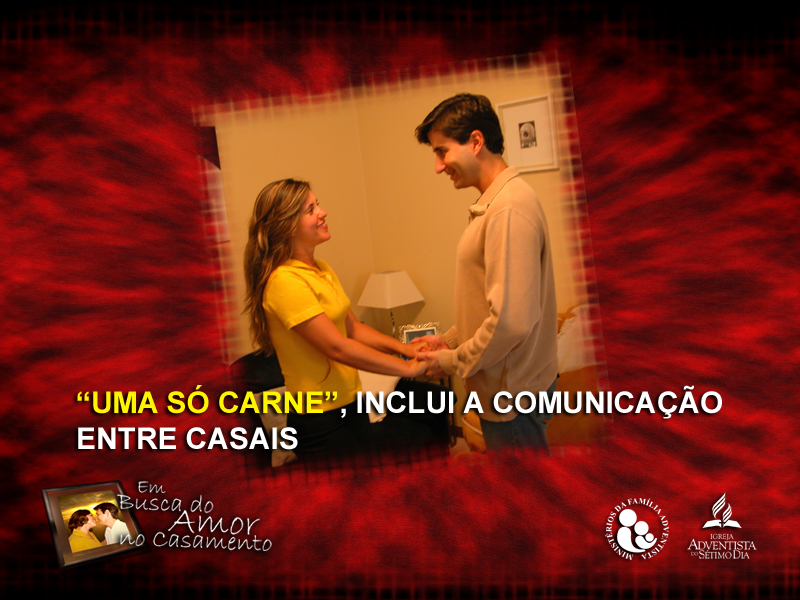 “UMA SÓ CARNE”, INCLUI A COMUNICAÇÃO
ENTRE CASAIS
Em
Busca do
Amor
no Casamento
MINISTÉRIOS DA FAMÍLIA ADVENTISTA
IGREJA
ADVENTISTA
DO SÉTIMO DIA